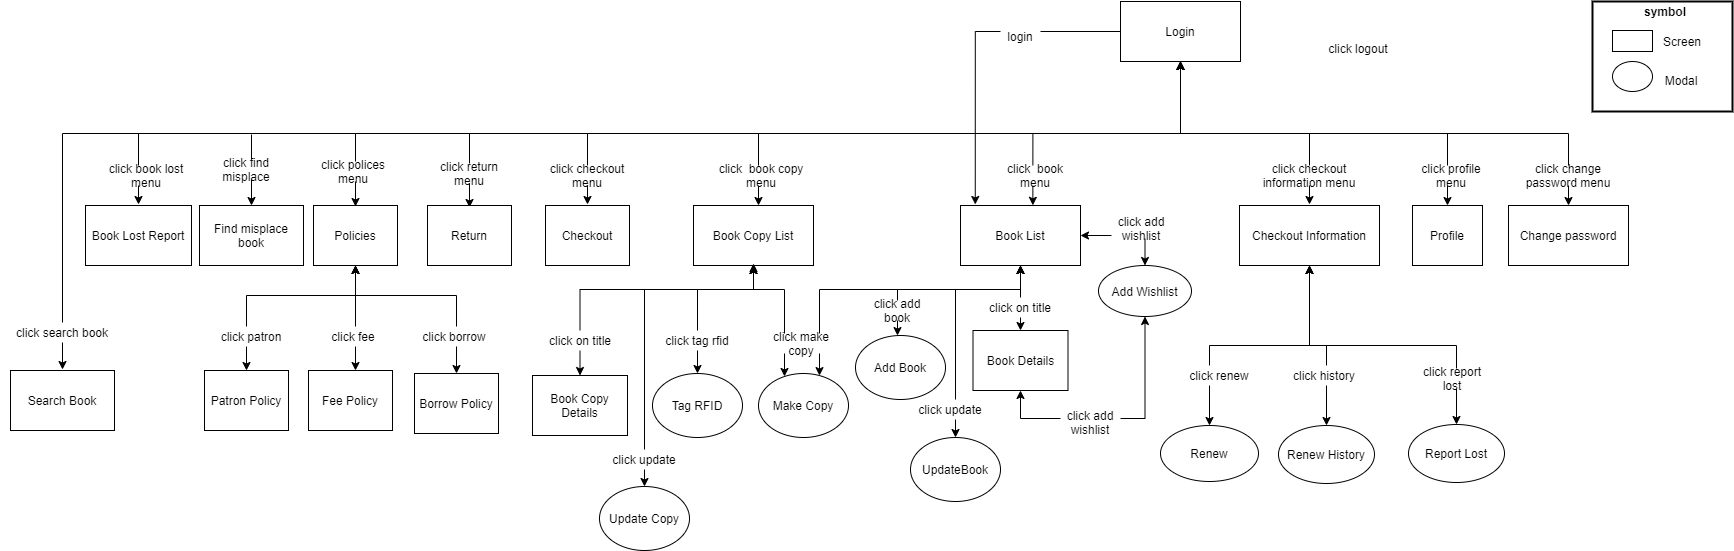 symbol
Screen
Modal
Login
login
click logout
click book lost
menu
click find
misplace
click polices
menu
click return
menu
click checkout
menu
click  book copy
menu
click  book
menu
click checkout
information menu
click profile
menu
click change
password menu
Book Lost Report
Find misplace
book
Policies
Return
Checkout
Book Copy List
Book List
click add
wishlist
Checkout Information
Profile
Change password
Add Wishlist
click search book
click patron
click fee
click borrow
click on title
click tag rfid
click make
copy
click add
book
click on title
Search Book
Patron Policy
Fee Policy
Borrow Policy
Book Copy
Details
Tag RFID
Make Copy
Add Book
Book Details
click renew
click history
click report
lost
click update
click add
wishlist
click update
UpdateBook
Renew
Renew History
Report Lost
Update Copy